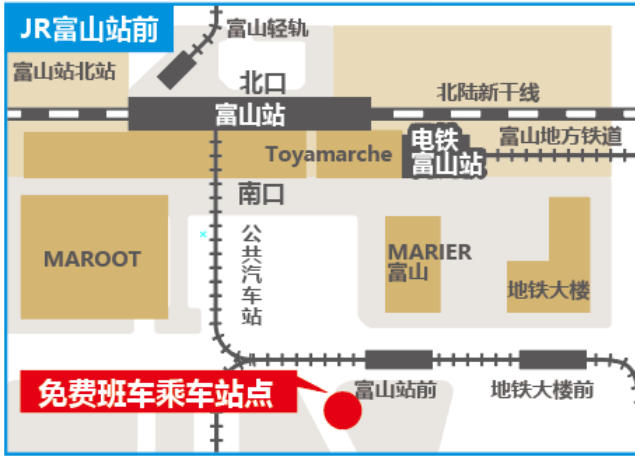 JR富山站前
富山轻轨
富山站北站
北口
北陆新干线
富山站
电铁
富山站
富山地方铁道
Toyamarche
南口
MAROOT
公共汽车站
MARIER
富山
地铁大楼
免费班车乘车站点
富山站前
地铁大楼前